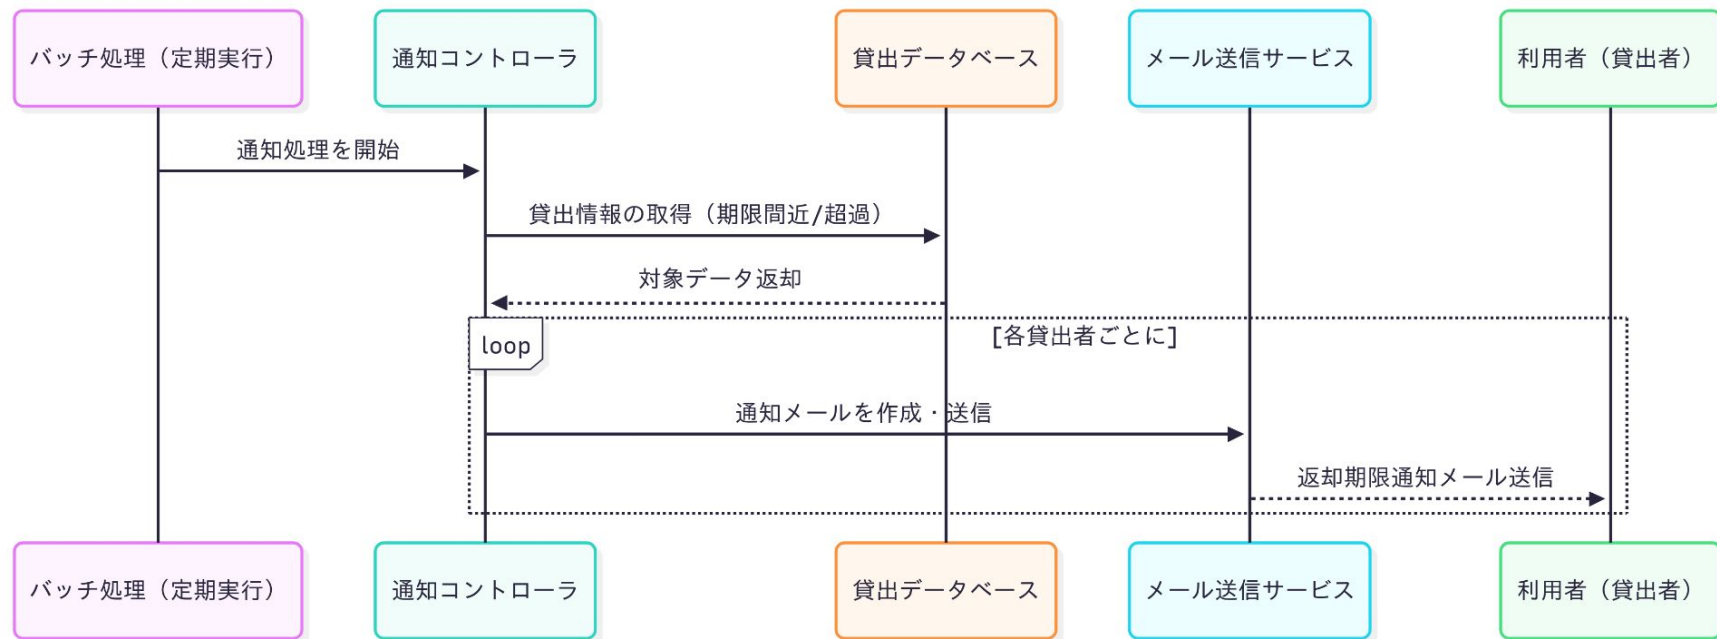 バッチ処理（定期実行）
通知コントローラ
貸出データベース
メール送信サービス
利用者（貸出者）
通知処理を開始
貸出情報の取得（期限間近/超過）
対象データ返却
loop
[各貸出者ごとに]
通知メールを作成・送信
返却期限通知メール送信
バッチ処理（定期実行）
通知コントローラ
貸出データベース
メール送信サービス
利用者（貸出者）